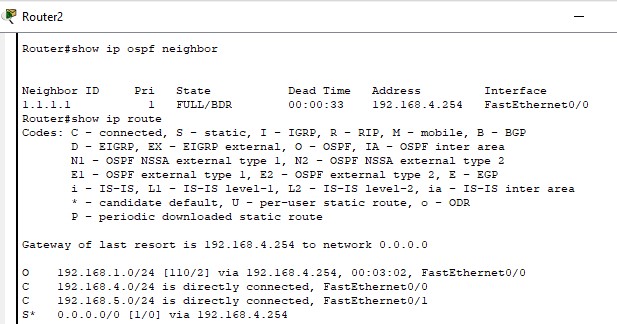 Router2
Router#show ip ospf neighbor
Neighbor ID     Pri   State           Dead Time   Address         Interface
1.1.1.1           1   FULL/BDR        00:00:33    192.168.4.254   FastEthernet0/0
Router#show ip route
Codes: C - connected, S - static, I - IGRP, R - RIP, M - mobile, B - BGP
       D - EIGRP, EX - EIGRP external, O - OSPF, IA - OSPF inter area
       N1 - OSPF NSSA external type 1, N2 - OSPF NSSA external type 2
       E1 - OSPF external type 1, E2 - OSPF external type 2, E - EGP
       i - IS-IS, L1 - IS-IS level-1, L2 - IS-IS level-2, ia - IS-IS inter area
       * - candidate default, U - per-user static route, o - ODR
       P - periodic downloaded static route
Gateway of last resort is 192.168.4.254 to network 0.0.0.0
O    192.168.1.0/24 [110/2] via 192.168.4.254, 00:03:02, FastEthernet0/0
C    192.168.4.0/24 is directly connected, FastEthernet0/0
C    192.168.5.0/24 is directly connected, FastEthernet0/1
S*   0.0.0.0/0 [1/0] via 192.168.4.254